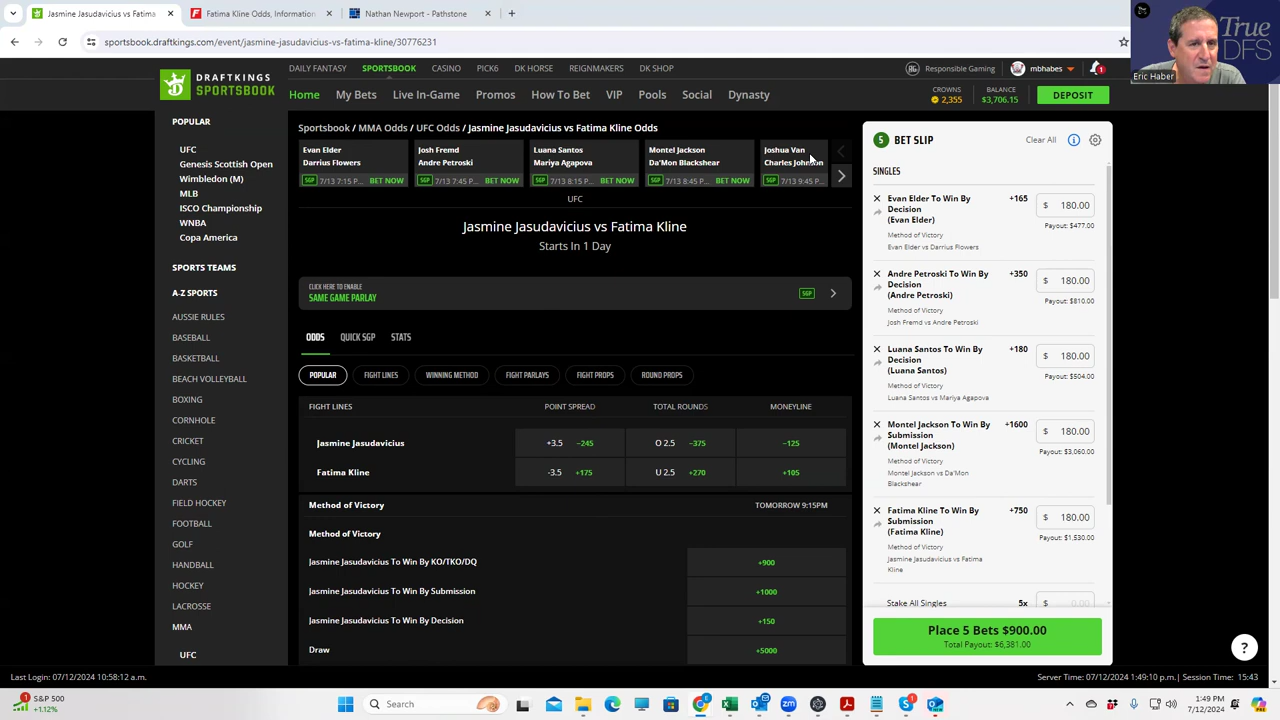 Jasmine Jasudavicius vs Fatima
Fatima Kline Odds, Information
Nathan Newport - Pathstone
sportsbook.draftkings.com/event/jasmine-jasudavicius-vs-fatima-kline/30776231
True
DFS
Eric Haber
DRAFTKINGS
SPORTSBOOK
DAILY FANTASY
SPORTSBOOK
CASINO
PICK6
DK HORSE
REIGNMAKERS
DK SHOP
Responsible Gaming
mbhabes
1
Home
My Bets
Live In-Game
Promos
How To Bet
VIP
Pools
Social
Dynasty
CROWNS
2,355
BALANCE
$3,706.15
DEPOSIT
POPULAR
UFC
Genesis Scottish Open
Wimbledon (M)
MLB
ISCO Championship
WNBA
Copa America
SPORTS TEAMS
A-Z SPORTS
AUSSIE RULES
BASEBALL
BASKETBALL
BEACH VOLLEYBALL
BOXING
CORNHOLE
CRICKET
CYCLING
DARTS
FIELD HOCKEY
FOOTBALL
GOLF
HANDBALL
HOCKEY
LACROSSE
MMA
UFC
Sportsbook / MMA Odds / UFC Odds / Jasmine Jasudavicius vs Fatima Kline Odds
Evan Elder
Darrius Flowers
SGP 7/13 7:15 P... BET NOW
Josh Fremd
Andre Petroski
SGP 7/13 7:45 P... BET NOW
Luana Santos
Mariya Agapova
SGP 7/13 8:15 P... BET NOW
Montel Jackson
Da'Mon Blackshear
SGP 7/13 8:45 P... BET NOW
Joshua Van
Charles Johnson
SGP 7/13 9:45 P...
UFC
Jasmine Jasudavicius vs Fatima Kline
Starts In 1 Day
CLICK HERE TO ENABLE
SAME GAME PARLAY
SGP
ODDS
QUICK SGP
STATS
POPULAR
FIGHT LINES
WINNING METHOD
FIGHT PARLAYS
FIGHT PROPS
ROUND PROPS
FIGHT LINES POINT SPREAD TOTAL ROUNDS MONEYLINE
Jasmine Jasudavicius +3.5 −245 O 2.5 −375 −125
Fatima Kline -3.5 +175 U 2.5 +270 +105
Method of Victory TOMORROW 9:15PM
Method of Victory
Jasmine Jasudavicius To Win By KO/TKO/DQ +900
Jasmine Jasudavicius To Win By Submission +1000
Jasmine Jasudavicius To Win By Decision +150
Draw +5000
5 BET SLIP
Clear All
SINGLES
Evan Elder To Win By +165 $ 180.00
Decision
(Evan Elder) Payout: $477.00
Method of Victory
Evan Elder vs Darrius Flowers
Andre Petroski To Win By +350 $ 180.00
Decision
(Andre Petroski) Payout: $810.00
Method of Victory
Josh Fremd vs Andre Petroski
Luana Santos To Win By +180 $ 180.00
Decision
(Luana Santos) Payout: $504.00
Method of Victory
Luana Santos vs Mariya Agapova
Montel Jackson To Win By +1600 $ 180.00
Submission
(Montel Jackson) Payout: $3,060.00
Method of Victory
Montel Jackson vs Da'Mon
Blackshear
Fatima Kline To Win By +750 $ 180.00
Submission
(Fatima Kline) Payout: $1,530.00
Method of Victory
Jasmine Jasudavicius vs Fatima
Kline
Stake All Singles 5x $ 0.00
Place 5 Bets $900.00
Total Payout: $6,381.00
?
Last Login: 07/12/2024 10:58:12 a.m.
Server Time: 07/12/2024 1:49:10 p.m.| Session Time: 15:43
1
S&P 500
+1.12%
Search
1:49 PM
7/12/2024